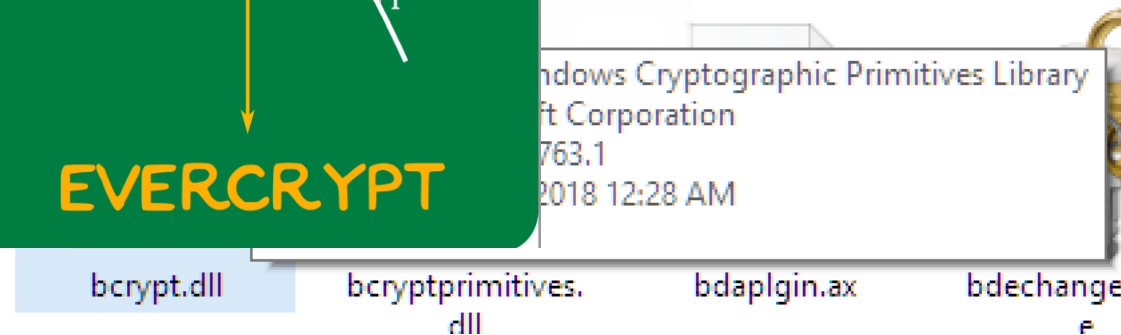 ndows Cryptographic Primitives Library
ft Corporation
763.1
2018 12:28 AM
EVERCRYPT
bcrypt.dll
bcryptprimitives.
dll
bdaplgin.ax
bdechange
e